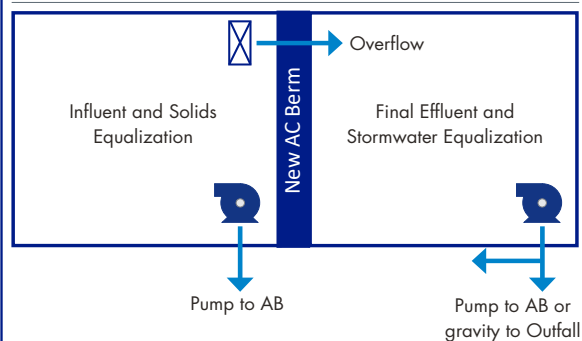 Overflow
Influent and Solids
Equalization
New AC Berm
Final Effluent and
Stormwater Equalization
Pump to AB
Pump to AB or
gravity to Outfall